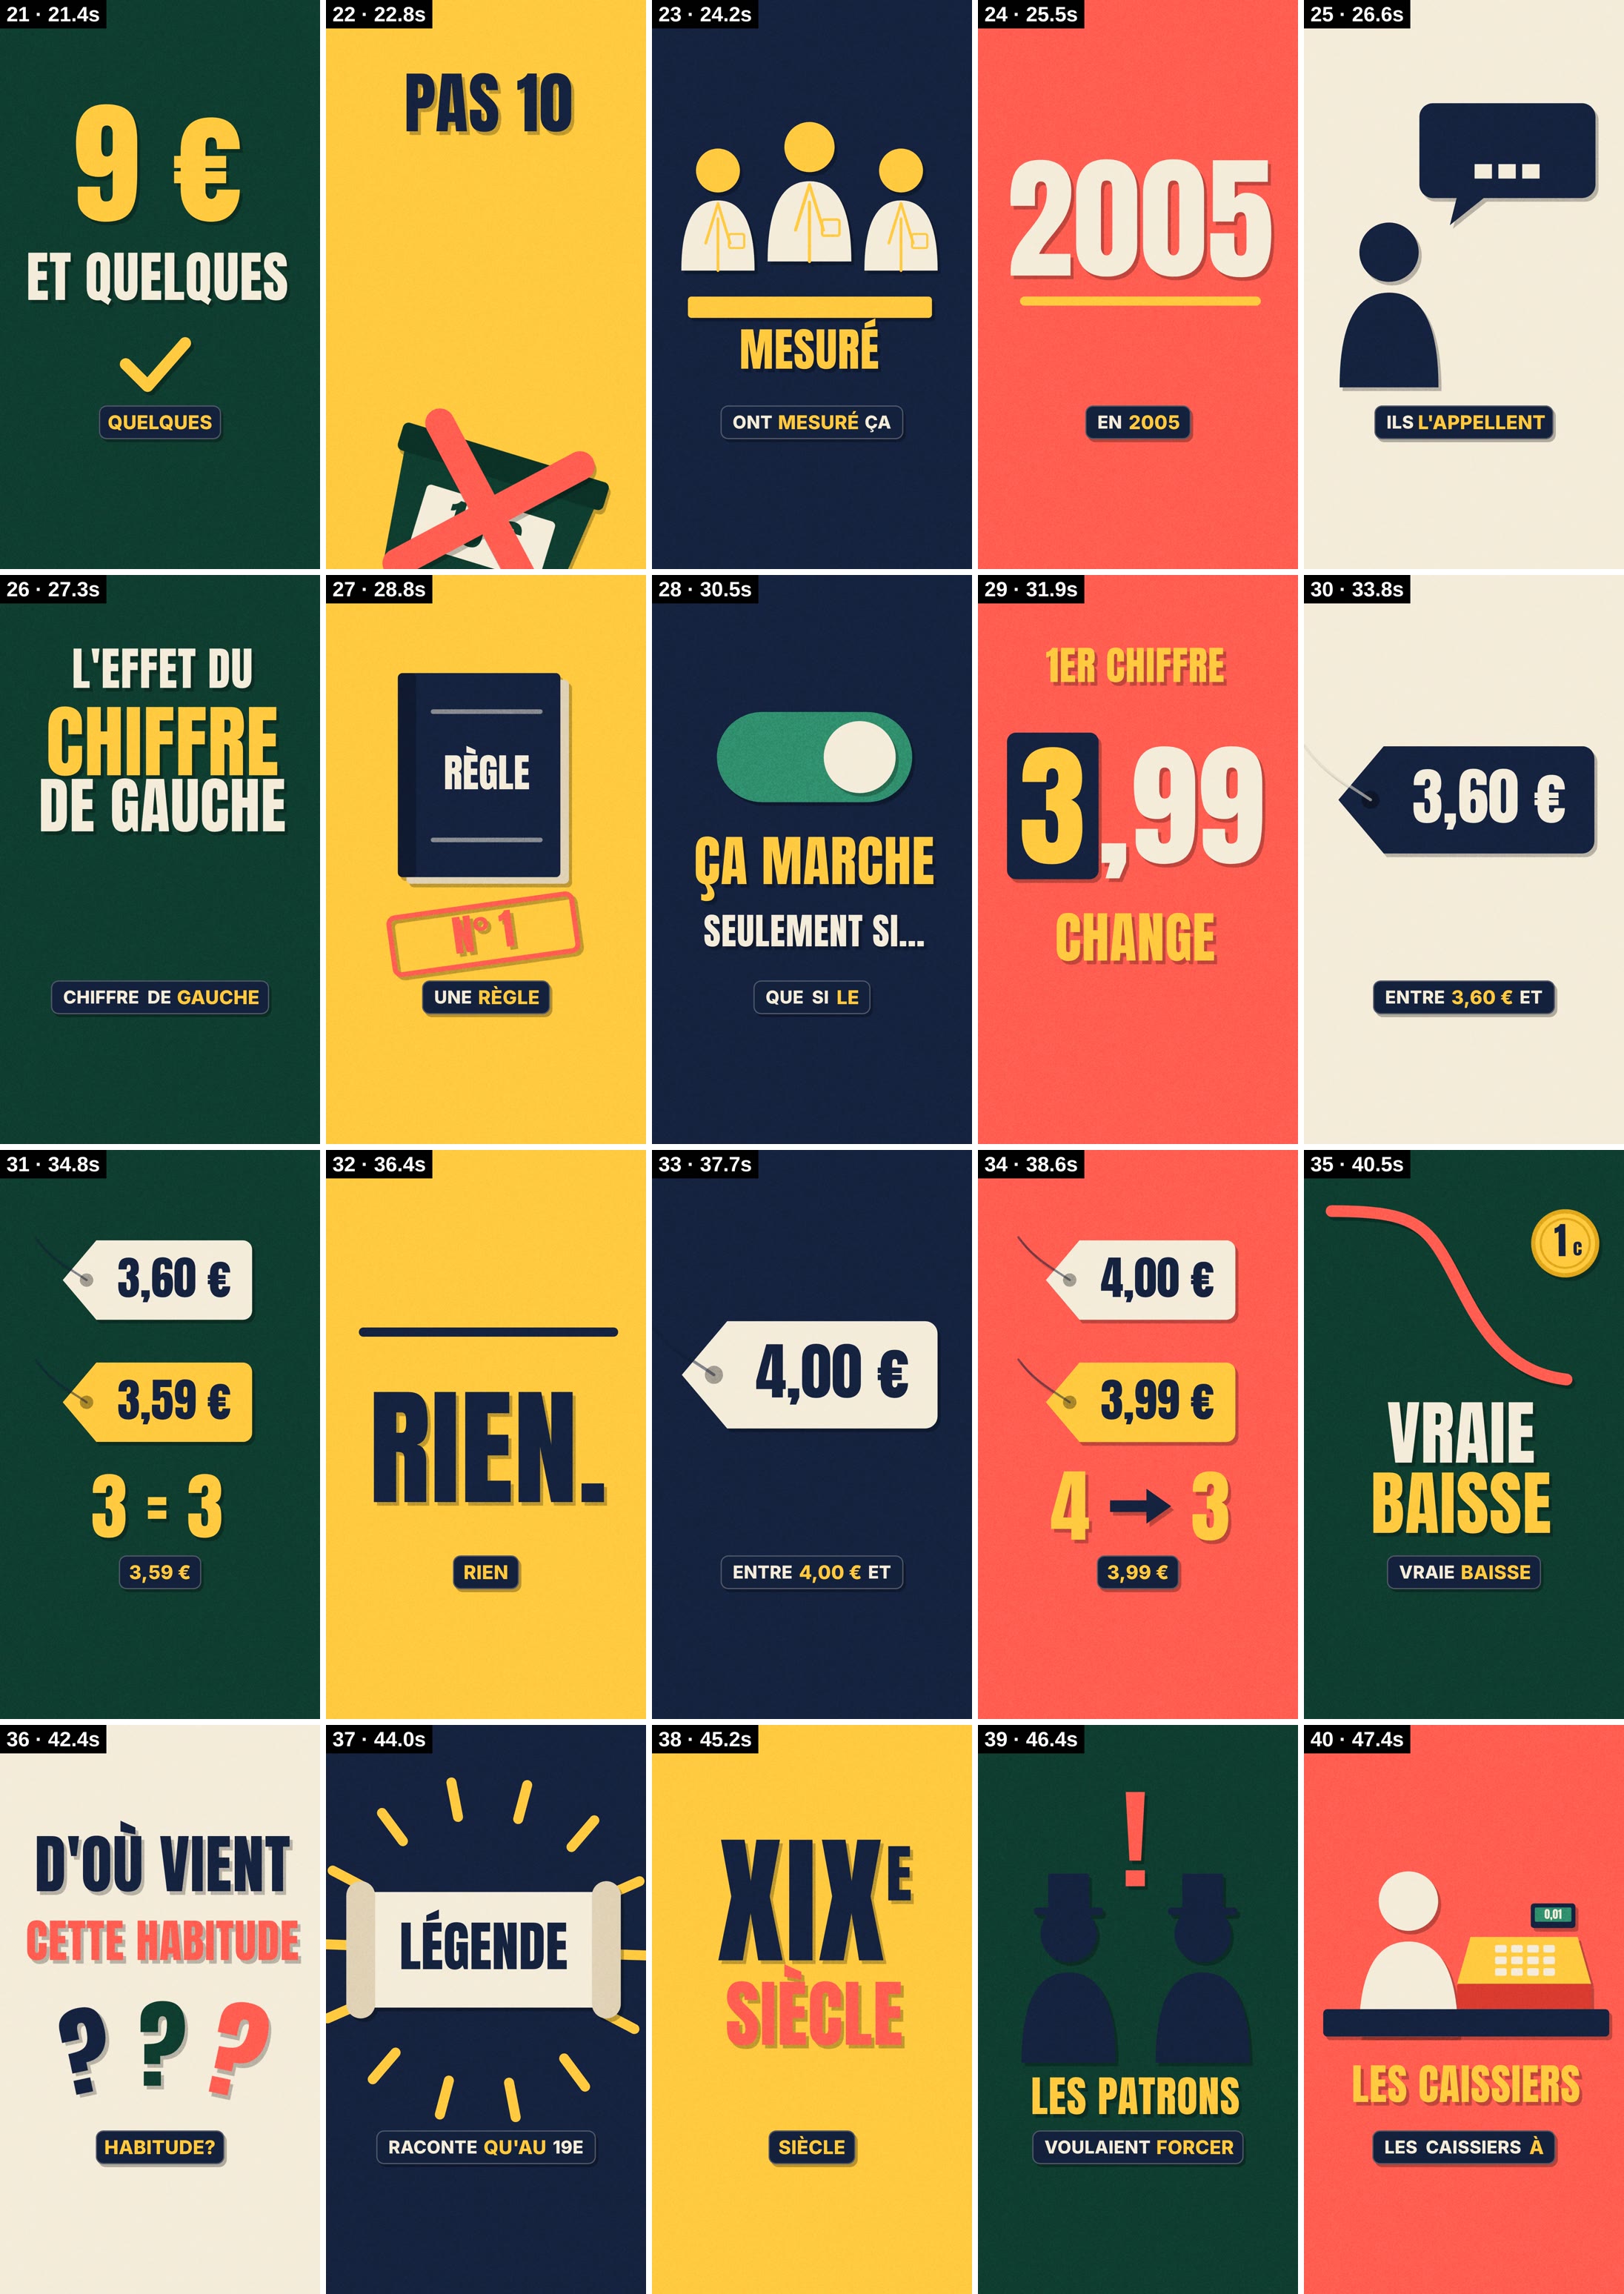 21 · 21.4s
9 €
ET QUELQUES
QUELQUES
22 · 22.8s
PAS 10
23 · 24.2s
MESURÉ
ONT MESURÉ ÇA
24 · 25.5s
2005
EN 2005
25 · 26.6s
...
ILS L'APPELLENT
26 · 27.3s
L'EFFET DU
CHIFFRE
DE GAUCHE
CHIFFRE DE GAUCHE
27 · 28.8s
RÈGLE
N° 1
UNE RÈGLE
28 · 30.5s
ÇA MARCHE
SEULEMENT SI...
QUE SI LE
29 · 31.9s
1ER CHIFFRE
3,99
CHANGE
30 · 33.8s
3,60 €
ENTRE 3,60 € ET
31 · 34.8s
3,60 €
3,59 €
3 = 3
3,59 €
32 · 36.4s
RIEN.
RIEN
33 · 37.7s
4,00 €
ENTRE 4,00 € ET
34 · 38.6s
4,00 €
3,99 €
4 → 3
3,99 €
35 · 40.5s
1 c
VRAIE
BAISSE
VRAIE BAISSE
36 · 42.4s
D'OÙ VIENT
CETTE HABITUDE
? ? ?
HABITUDE?
37 · 44.0s
LÉGENDE
RACONTE QU'AU 19E
38 · 45.2s
XIXE
SIÈCLE
SIÈCLE
39 · 46.4s
!
LES PATRONS
VOULAIENT FORCER
40 · 47.4s
0,01
LES CAISSIERS
LES CAISSIERS À